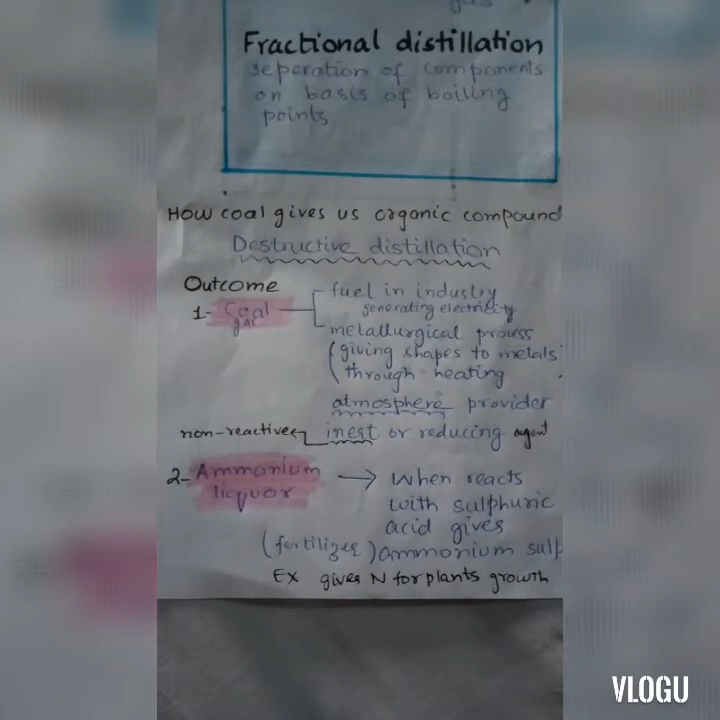 Fractional distillation
seperation of components
on basis of boiling
points
How coal gives us organic compound
Destructive distillation
Outcome
1- Coal gas
fuel in industry
generating electricity
metallurgical process
(giving shapes to metals
through heating
atmosphere provider
non-reactive inert or reducing agent
2- Ammonium liquor
→ When reacts
with sulphuric
acid gives
(fertilizer) ammonium sulp
Ex gives N for plants growth
VLOGU